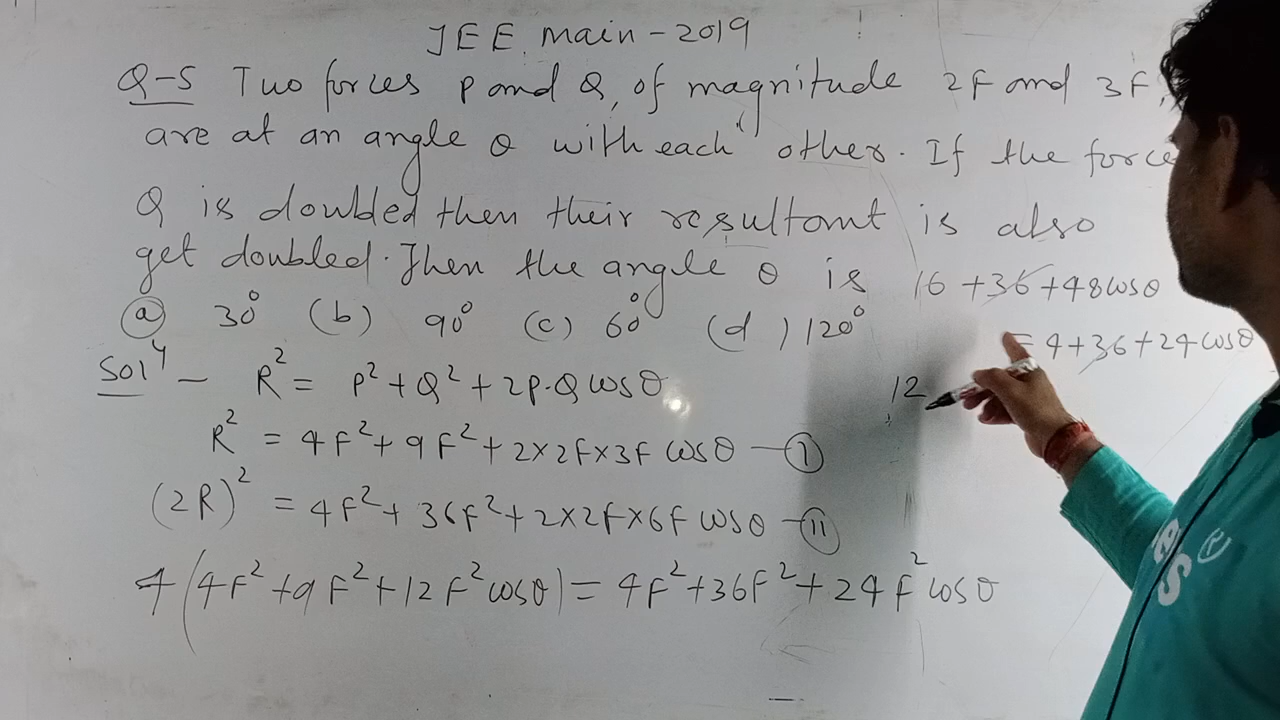 JEE main-2019
Q-5 Two forces P and Q, of magnitude 2F and 3F,
are at an angle θ with each other. If the force
Q is doubled then their resultant is also
get doubled. Then the angle θ is
(a) 30° (b) 90° (c) 60° (d) 120°
Solⁿ - R² = P² + Q² + 2P.Q cosθ
R² = 4F² + 9F² + 2×2F×3F cosθ — (I)
(2R)² = 4F² + 36F² + 2×2F×6F cosθ — (II)
4(4F² + 9F² + 12F² cosθ) = 4F² + 36F² + 24F² cosθ
16 + 36 + 48 cosθ
= 4 + 36 + 24 cosθ
12